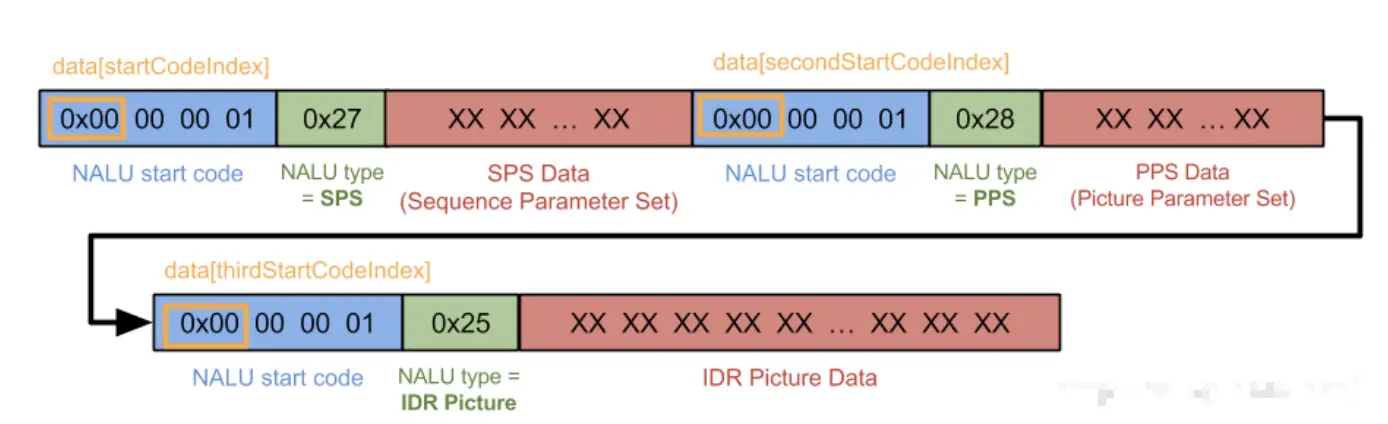 data[startCodeIndex] data[secondStartCodeIndex]
0x00 00 00 01 0x27 XX XX … XX 0x00 00 00 01 0x28 XX XX … XX
NALU start code NALU type SPS Data NALU start code NALU type PPS Data
= SPS (Sequence Parameter Set) = PPS (Picture Parameter Set)
data[thirdStartCodeIndex]
0x00 00 00 01 0x25 XX XX XX XX XX … XX XX XX
NALU start code NALU type = IDR Picture Data
IDR Picture